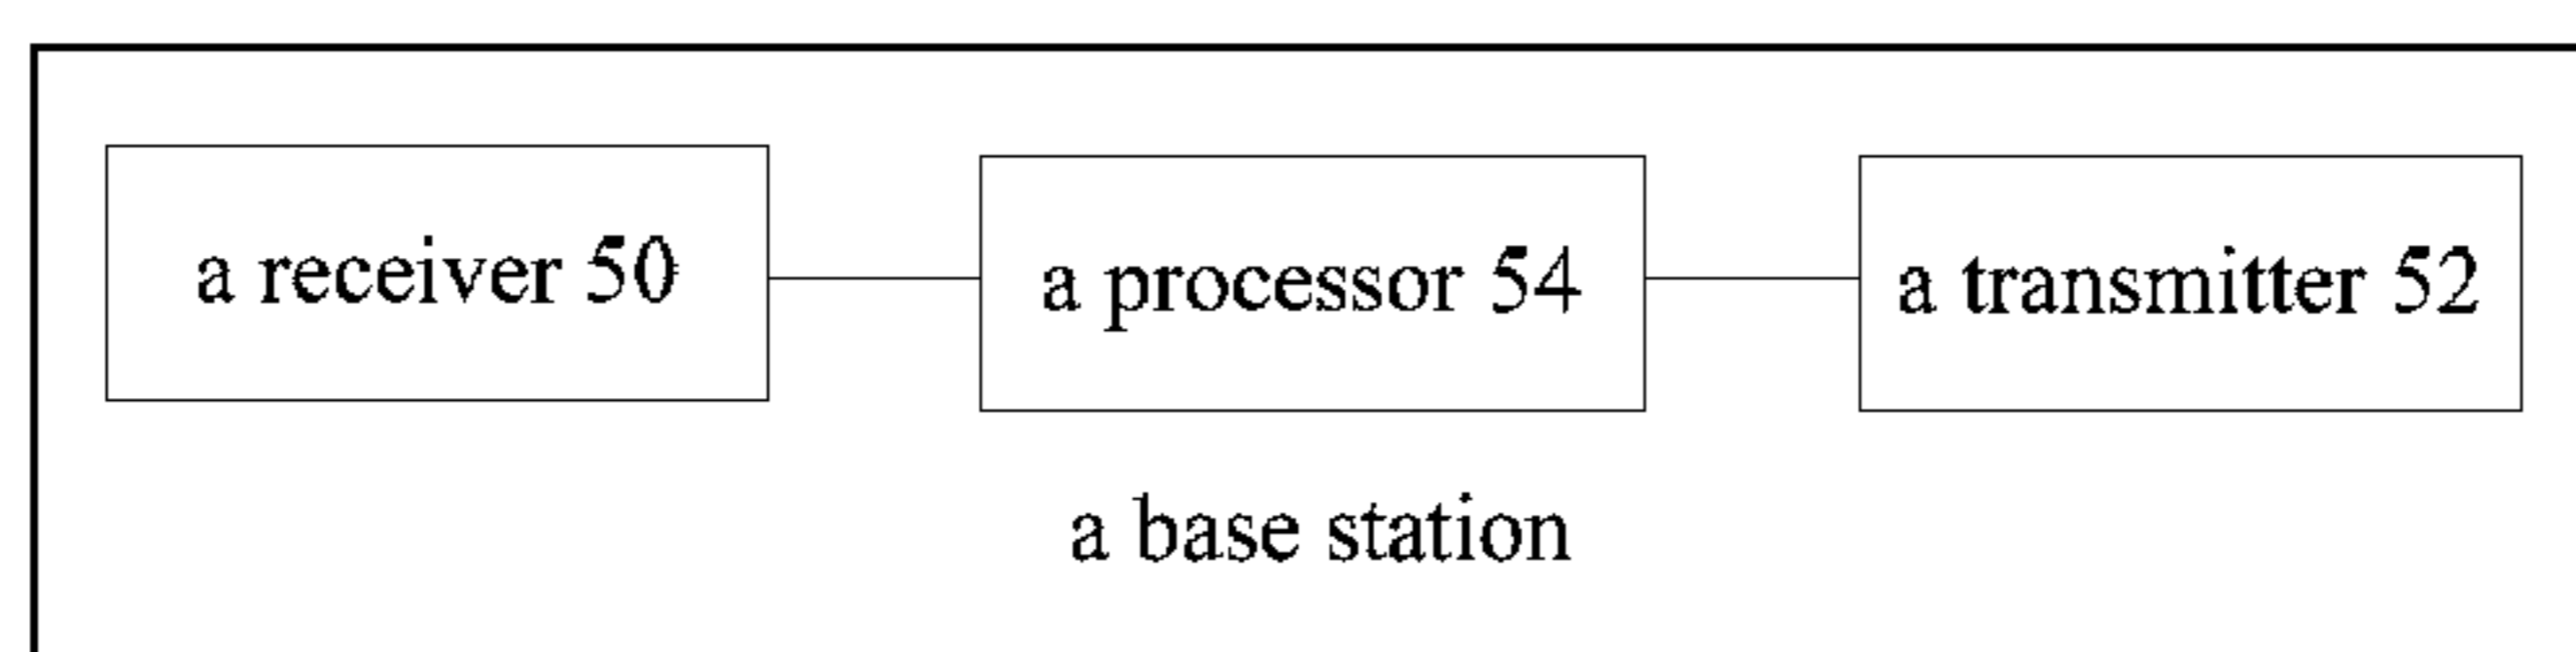 a receiver 50
a processor 54
a transmitter 52
a base station